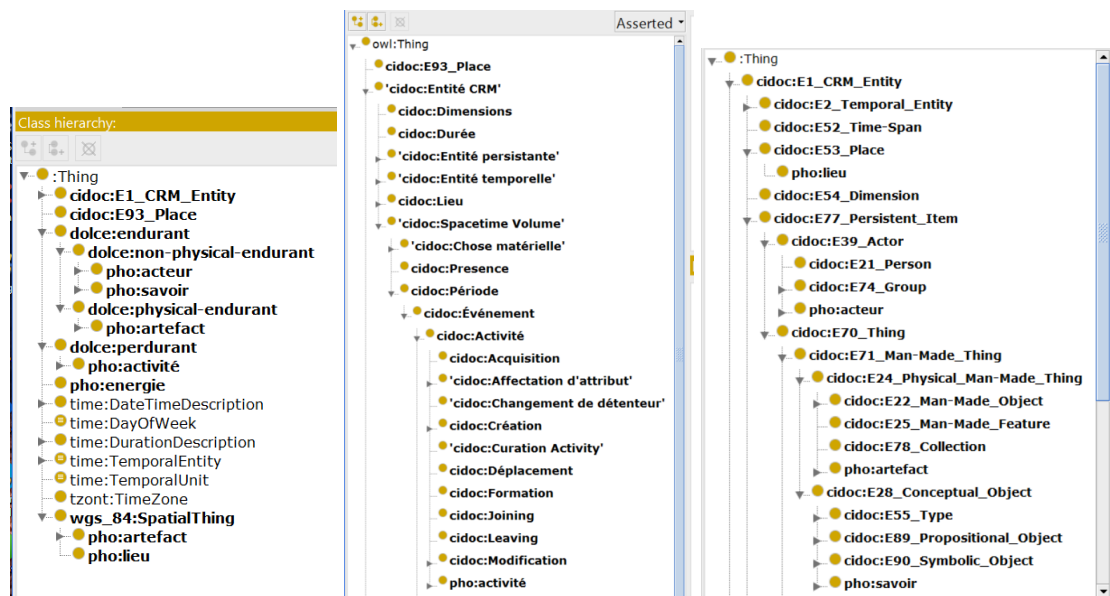 Class hierarchy:
:Thing
cidoc:E1_CRM_Entity
cidoc:E93_Place
dolce:endurant
dolce:non-physical-endurant
pho:acteur
pho:savoir
dolce:physical-endurant
pho:artefact
dolce:perdurant
pho:activité
pho:energie
time:DateTimeDescription
time:DayOfWeek
time:DurationDescription
time:TemporalEntity
time:TemporalUnit
tzont:TimeZone
wgs_84:SpatialThing
pho:artefact
pho:lieu
Asserted
owl:Thing
cidoc:E93_Place
'cidoc:Entité CRM'
cidoc:Dimensions
cidoc:Durée
'cidoc:Entité persistante'
'cidoc:Entité temporelle'
cidoc:Lieu
'cidoc:Spacetime Volume'
'cidoc:Chose matérielle'
cidoc:Presence
cidoc:Période
cidoc:Événement
cidoc:Activité
cidoc:Acquisition
'cidoc:Affectation d'attribut'
'cidoc:Changement de détenteur'
cidoc:Création
'cidoc:Curation Activity'
cidoc:Déplacement
cidoc:Formation
cidoc:Joining
cidoc:Leaving
cidoc:Modification
pho:activité
:Thing
cidoc:E1_CRM_Entity
cidoc:E2_Temporal_Entity
cidoc:E52_Time-Span
cidoc:E53_Place
pho:lieu
cidoc:E54_Dimension
cidoc:E77_Persistent_Item
cidoc:E39_Actor
cidoc:E21_Person
cidoc:E74_Group
pho:acteur
cidoc:E70_Thing
cidoc:E71_Man-Made_Thing
cidoc:E24_Physical_Man-Made_Thing
cidoc:E22_Man-Made_Object
cidoc:E25_Man-Made_Feature
cidoc:E78_Collection
pho:artefact
cidoc:E28_Conceptual_Object
cidoc:E55_Type
cidoc:E89_Propositional_Object
cidoc:E90_Symbolic_Object
pho:savoir